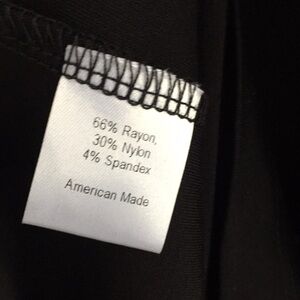 66% Rayon,
30% Nylon
4% Spandex
American Made